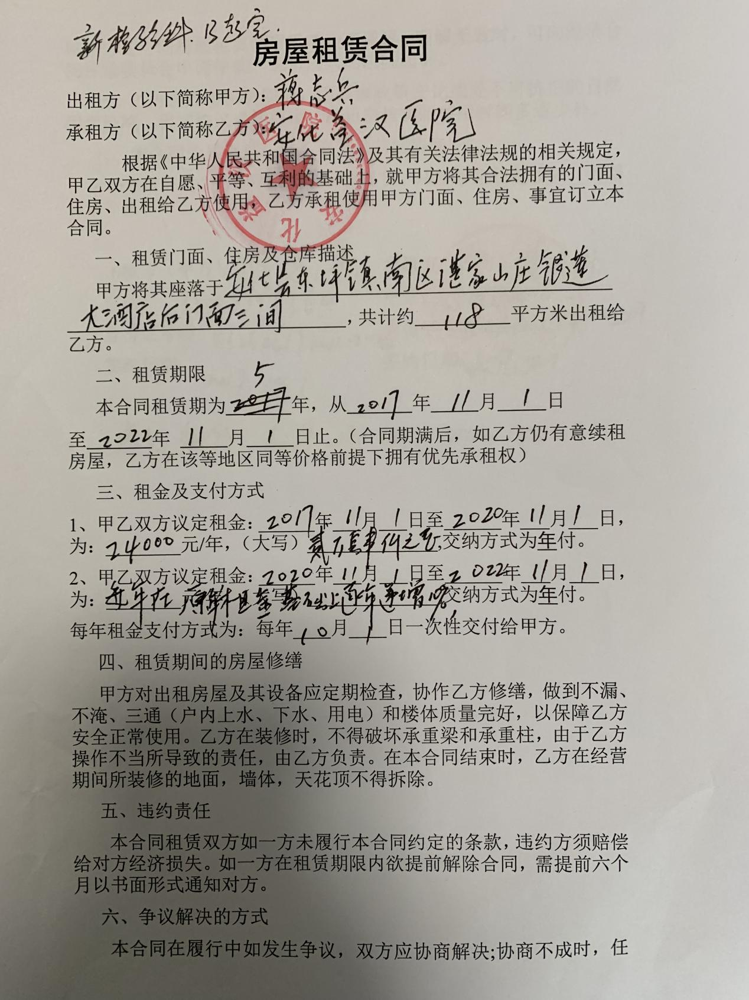 房屋租赁合同
出租方（以下简称甲方）：蒋志兵
承租方（以下简称乙方）：安化普汉医院
安化普汉医院
根据《中华人民共和国合同法》及其有关法律法规的相关规定，
甲乙双方在自愿、平等、互利的基础上，就甲方将其合法拥有的门面、
住房、出租给乙方使用，乙方承租使用甲方门面、住房、事宜订立本
合同。
一、租赁门面、住房及仓库描述
甲方将其座落于安化县东坪镇南区谌家山庄银莲
大酒店后门面三间，共计约118平方米出租给
乙方。
二、租赁期限 5
本合同租赁期为2017年，从2017年11月1日
至2022年11月1日止。（合同期满后，如乙方仍有意续租
房屋，乙方在该等地区同等价格前提下拥有优先承租权）
三、租金及支付方式
1、甲乙双方议定租金：2017年11月1日至2020年11月1日，
为：24000元/年，（大写）贰万肆仟元整,交纳方式为年付。
2、甲乙双方议定租金：2020年11月1日至2022年11月1日，
为：逐年在原租金基础上逐年递增10%，交纳方式为年付。
每年租金支付方式为：每年10月1日一次性交付给甲方。
四、租赁期间的房屋修缮
甲方对出租房屋及其设备应定期检查，协作乙方修缮，做到不漏、
不淹、三通（户内上水、下水、用电）和楼体质量完好，以保障乙方
安全正常使用。乙方在装修时，不得破坏承重梁和承重柱，由于乙方
操作不当所导致的责任，由乙方负责。在本合同结束时，乙方在经营
期间所装修的地面，墙体，天花顶不得拆除。
五、违约责任
本合同租赁双方如一方未履行本合同约定的条款，违约方须赔偿
给对方经济损失。如一方在租赁期限内欲提前解除合同，需提前六个
月以书面形式通知对方。
六、争议解决的方式
本合同在履行中如发生争议，双方应协商解决;协商不成时，任